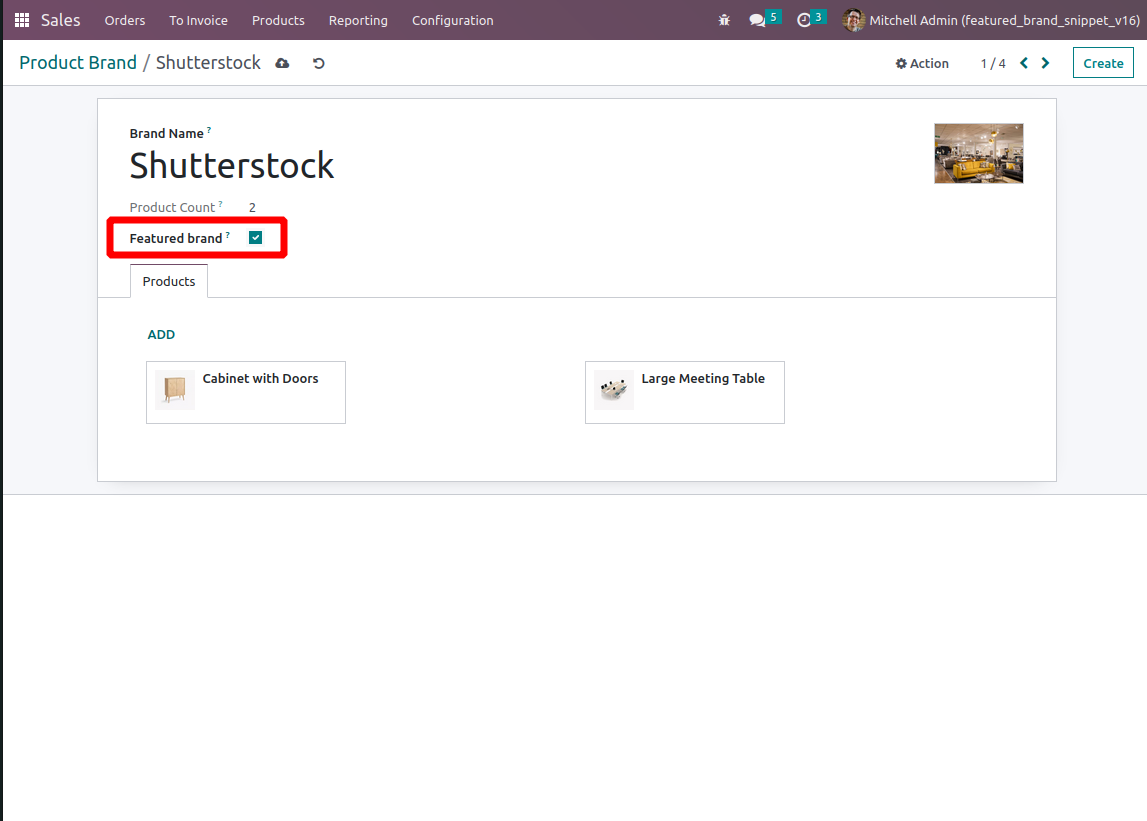 Sales Orders To Invoice Products Reporting Configuration 5 3 Mitchell Admin (featured_brand_snippet_v16)
Product Brand / Shutterstock Action 1 / 4 Create
Brand Name ?
Shutterstock
Product Count ? 2
Featured brand ?
Products
ADD
Cabinet with Doors Large Meeting Table